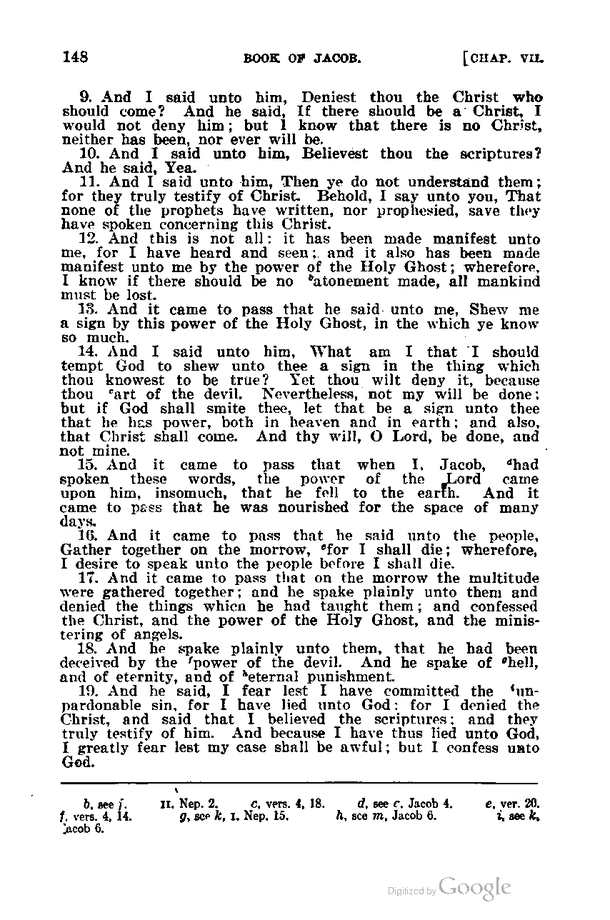 148 BOOK OF JACOB. [CHAP. VII.
9. And I said unto him, Deniest thou the Christ who
should come? And he said, If there should be a Christ, I
would not deny him; but I know that there is no Christ,
neither has been, nor ever will be.
10. And I said unto him, Believest thou the scriptures?
And he said, Yea.
11. And I said unto him, Then ye do not understand them;
for they truly testify of Christ. Behold, I say unto you, That
none of the prophets have written, nor prophesied, save they
have spoken concerning this Christ.
12. And this is not all: it has been made manifest unto
me, for I have heard and seen; and it also has been made
manifest unto me by the power of the Holy Ghost; wherefore,
I know if there should be no ᵇatonement made, all mankind
must be lost.
13. And it came to pass that he said unto me, Shew me
a sign by this power of the Holy Ghost, in the which ye know
so much.
14. And I said unto him, What am I that I should
tempt God to shew unto thee a sign in the thing which
thou knowest to be true? Yet thou wilt deny it, because
thou ᶜart of the devil. Nevertheless, not my will be done;
but if God shall smite thee, let that be a sign unto thee
that he has power, both in heaven and in earth; and also,
that Christ shall come. And thy will, O Lord, be done, and
not mine.
15. And it came to pass that when I, Jacob, ᵈhad
spoken these words, the power of the Lord came
upon him, insomuch, that he fell to the earth. And it
came to pass that he was nourished for the space of many
days.
16. And it came to pass that he said unto the people,
Gather together on the morrow, ᵉfor I shall die; wherefore,
I desire to speak unto the people before I shall die.
17. And it came to pass that on the morrow the multitude
were gathered together; and he spake plainly unto them and
denied the things which he had taught them; and confessed
the Christ, and the power of the Holy Ghost, and the minis-
tering of angels.
18. And he spake plainly unto them, that he had been
deceived by the ᶠpower of the devil. And he spake of ᵍhell,
and of eternity, and of ʰeternal punishment.
19. And he said, I fear lest I have committed the ⁱun-
pardonable sin, for I have lied unto God; for I denied the
Christ, and said that I believed the scriptures; and they
truly testify of him. And because I have thus lied unto God,
I greatly fear lest my case shall be awful; but I confess unto
God.
b, see j. II. Nep. 2. c, vers. 4, 18. d, see c, Jacob 4. e, ver. 20.
f, vers. 4, 14. g, see k, I. Nep. 15. h, see m, Jacob 6. i, see k,
Jacob 6.
Digitized by Google